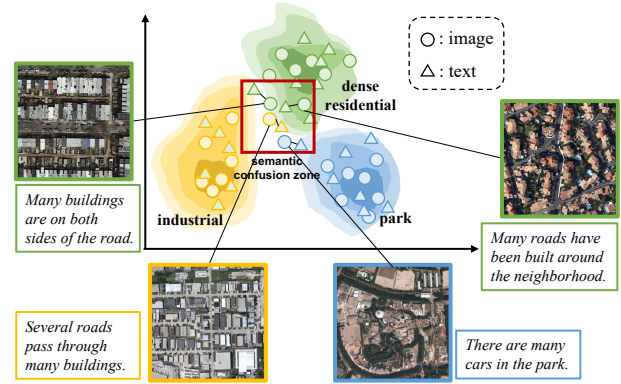 : image
: text
dense
residential
semantic
confusion zone
industrial
park
Many buildings
are on both
sides of the road.
Many roads have
been built around
the neighborhood.
Several roads
pass through
many buildings.
There are many
cars in the park.